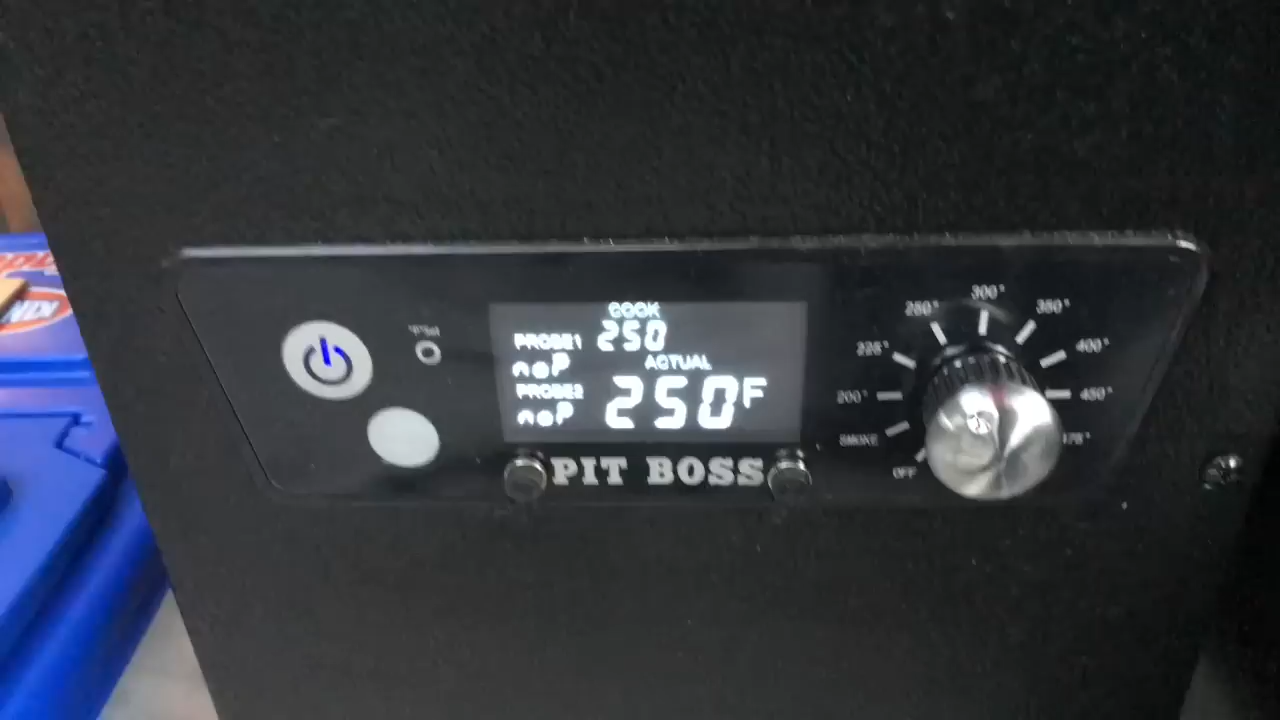 COOK
250
PROBE1
noP
ACTUAL
250F
PROBE2
noP
PIT BOSS
OFF
SMOKE
200°
225°
250°
300°
350°
400°
450°
KIN